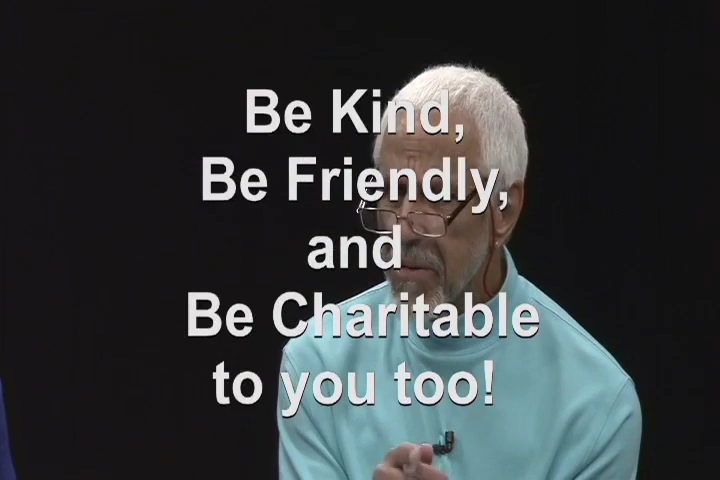 Be Kind,
Be Friendly,
and
Be Charitable
to you too!